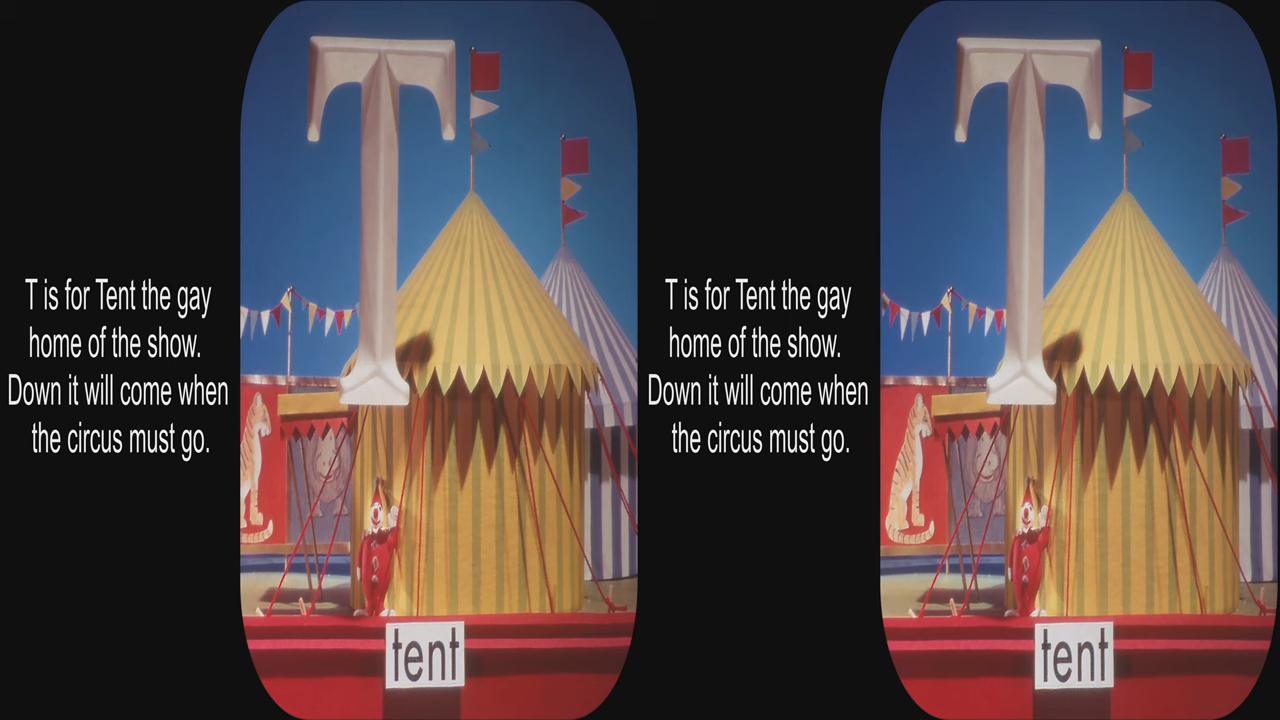 T is for Tent the gay
home of the show.
Down it will come when
the circus must go.
T
tent
T is for Tent the gay
home of the show.
Down it will come when
the circus must go.
T
tent